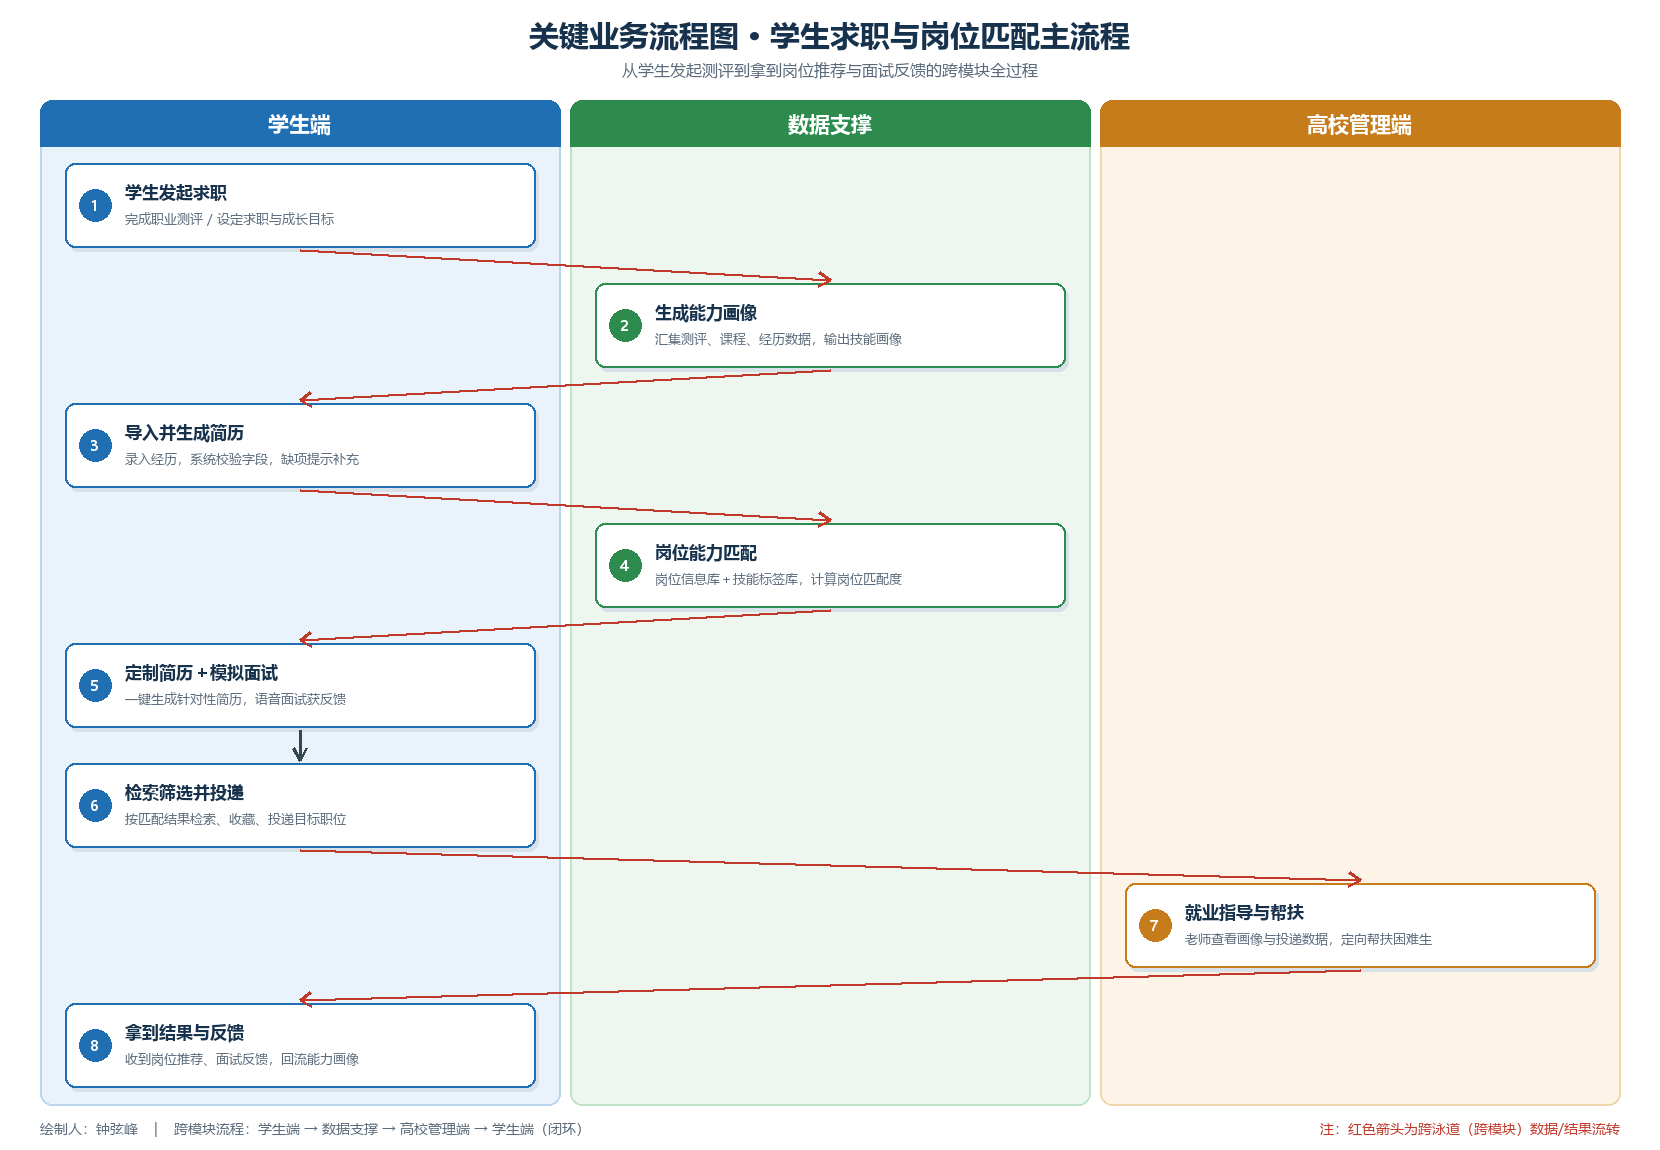 关键业务流程图 • 学生求职与岗位匹配主流程
从学生发起测评到拿到岗位推荐与面试反馈的跨模块全过程
学生端
数据支撑
高校管理端
1
学生发起求职
完成职业测评 / 设定求职与成长目标
2
生成能力画像
汇集测评、课程、经历数据，输出技能画像
3
导入并生成简历
录入经历，系统校验字段，缺项提示补充
4
岗位能力匹配
岗位信息库 + 技能标签库，计算岗位匹配度
5
定制简历 + 模拟面试
一键生成针对性简历，语音面试获反馈
6
检索筛选并投递
按匹配结果检索、收藏、投递目标职位
7
就业指导与帮扶
老师查看画像与投递数据，定向帮扶困难生
8
拿到结果与反馈
收到岗位推荐、面试反馈，回流能力画像
绘制人：钟弦峰 | 跨模块流程：学生端 → 数据支撑 → 高校管理端 → 学生端（闭环）
注：红色箭头为跨泳道（跨模块）数据/结果流转